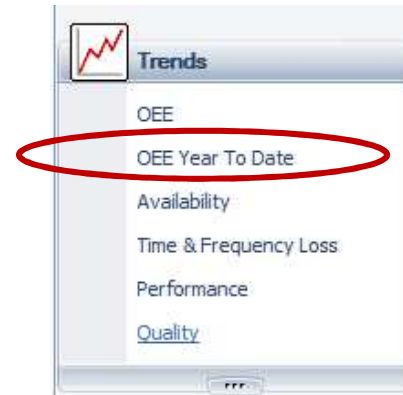 Trends
OEE
OEE Year To Date
Availability
Time & Frequency Loss
Performance
Quality